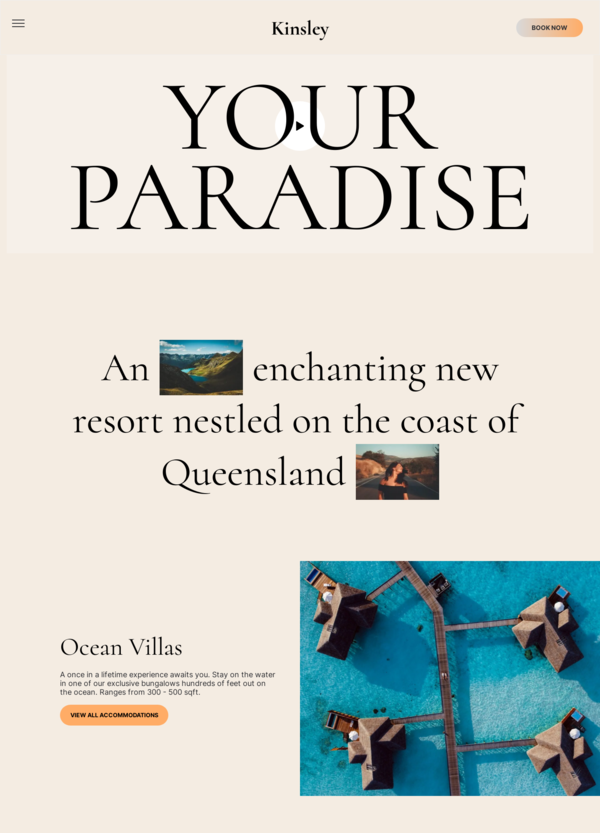 Kinsley
BOOK NOW
YOUR
PARADISE
An enchanting new
resort nestled on the coast of
Queensland
Ocean Villas
A once in a lifetime experience awaits you. Stay on the water
in one of our exclusive bungalows hundreds of feet out on
the ocean. Ranges from 300 - 500 sqft.
VIEW ALL ACCOMMODATIONS